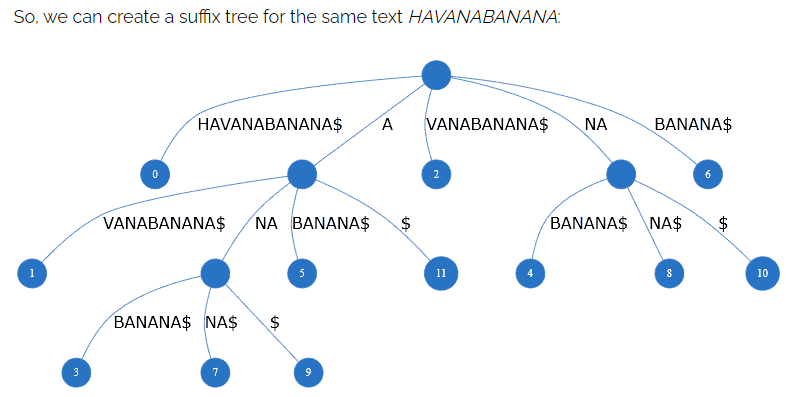 So, we can create a suffix tree for the same text HAVANABANANA:
HAVANABANANA$ A VANABANANA$ NA BANANA$
0 2 6
VANABANANA$ NA BANANA$ $ BANANA$ NA$ $
1 5 11 4 8 10
BANANA$ NA$ $
3 7 9